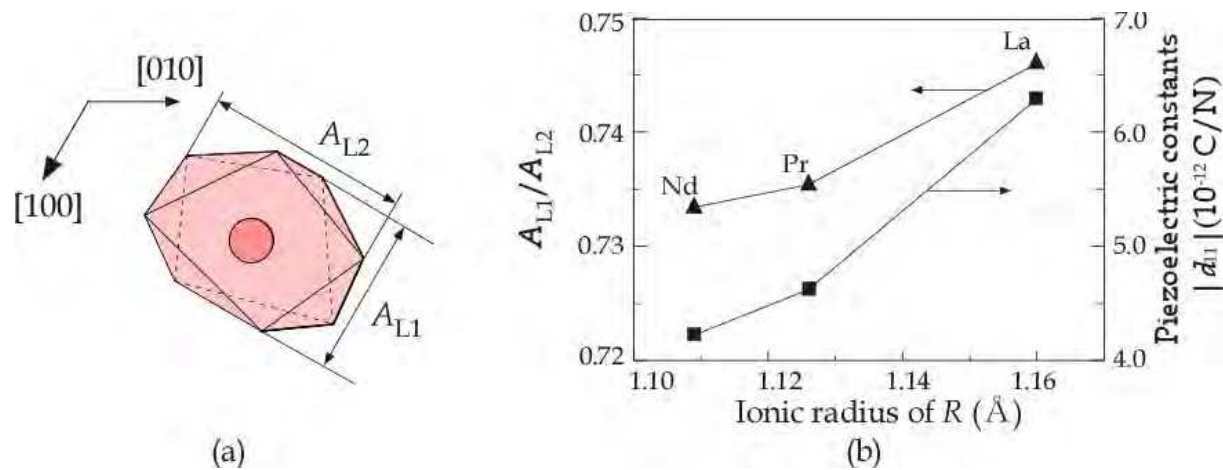 [010]
[100]
A_L2
A_L1
(a)
A_L1/A_L2
0.75
0.74
0.73
0.72
Nd
Pr
La
7.0
6.0
5.0
4.0
Piezoelectric constants
|d₁₁|(10⁻¹² C/N)
1.10 1.12 1.14 1.16
Ionic radius of R (Å)
(b)